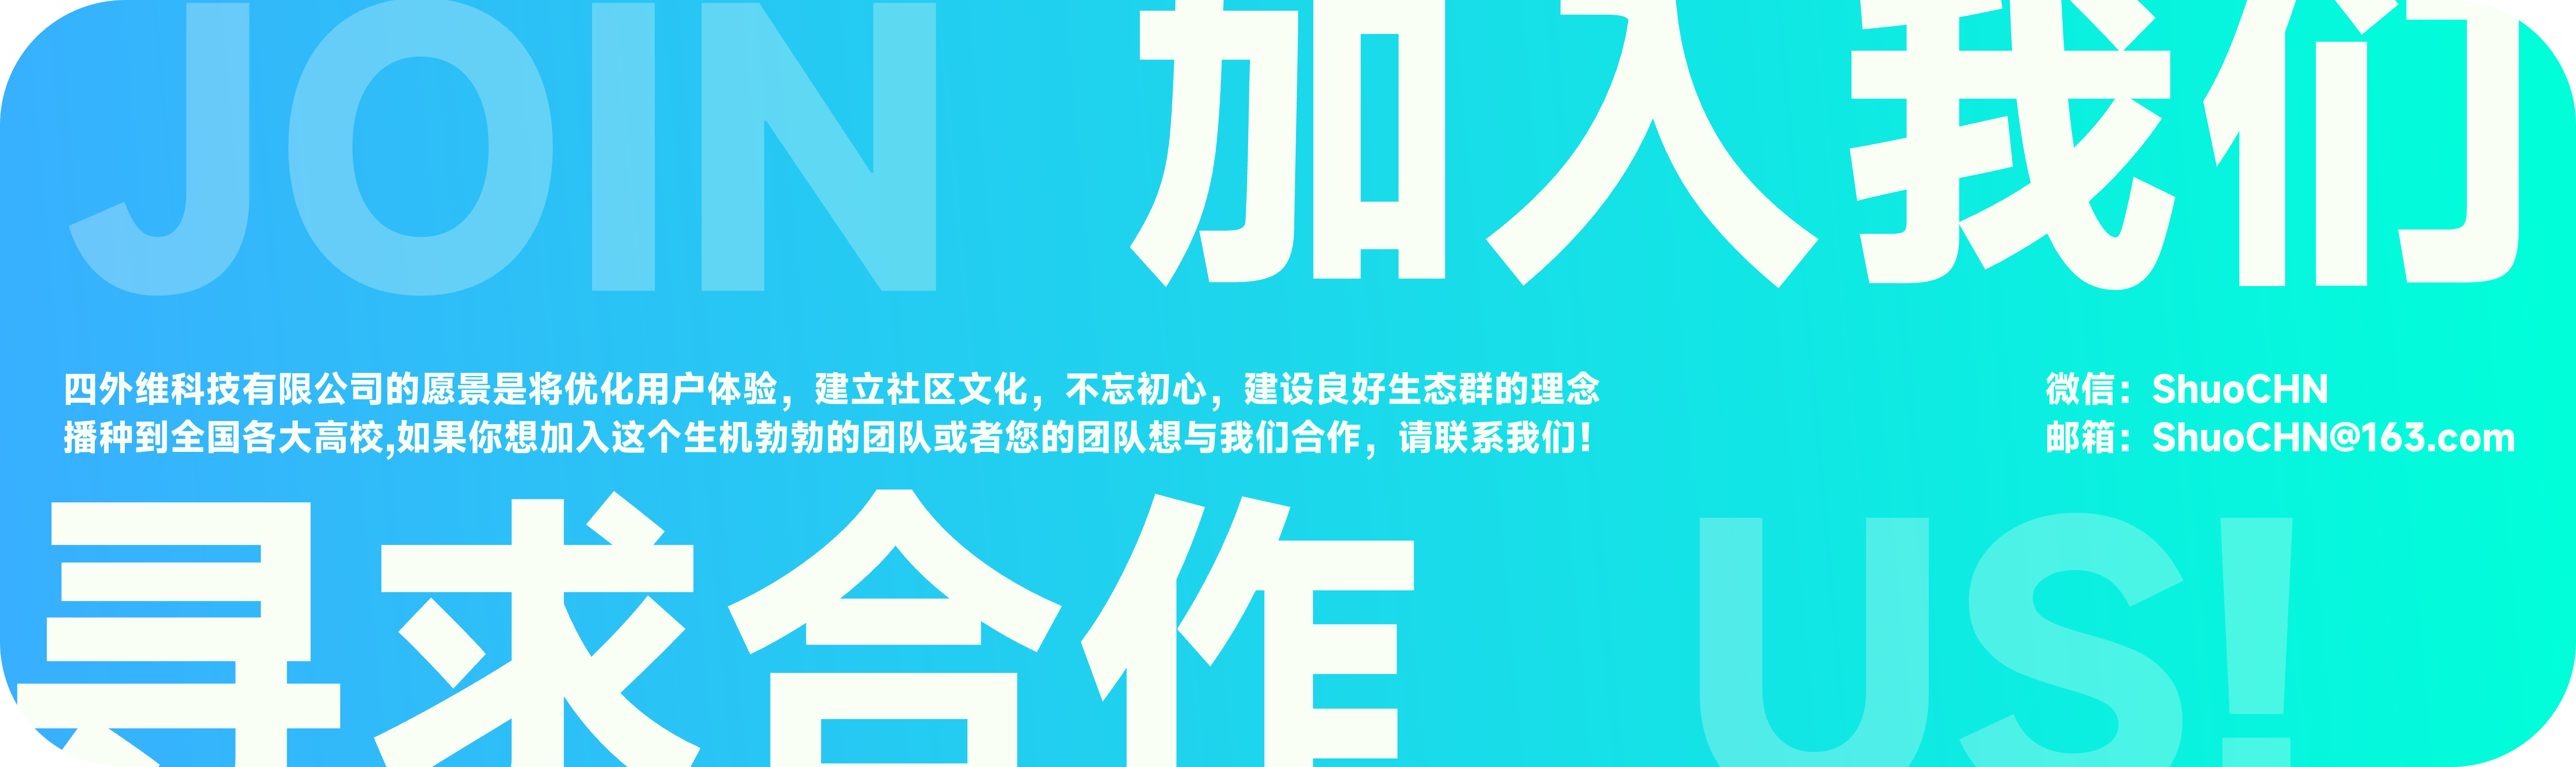 JOIN 加入我们
四外维科技有限公司的愿景是将优化用户体验，建立社区文化，不忘初心，建设良好生态群的理念
播种到全国各大高校,如果你想加入这个生机勃勃的团队或者您的团队想与我们合作，请联系我们！
微信：ShuoCHN
邮箱：ShuoCHN@163.com
寻求合作 US!